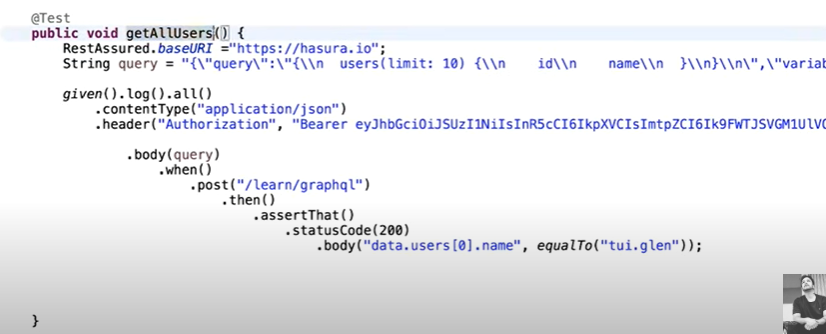 @Test
public void getAllUsers() {
RestAssured.baseURI ="https://hasura.io";
String query = "{\"query\":\"{\\n  users(limit: 10) {\\n    id\\n    name\\n  }\\n}\\n\",\"variab
given().log().all()
.contentType("application/json")
.header("Authorization", "Bearer eyJhbGciOiJSUzI1NiIsInR5cCI6IkpXVCIsImtpZCI6Ik9FWTJSVGM1UlVC
.body(query)
.when()
.post("/learn/graphql")
.then()
.assertThat()
.statusCode(200)
.body("data.users[0].name", equalTo("tui.glen"));
}